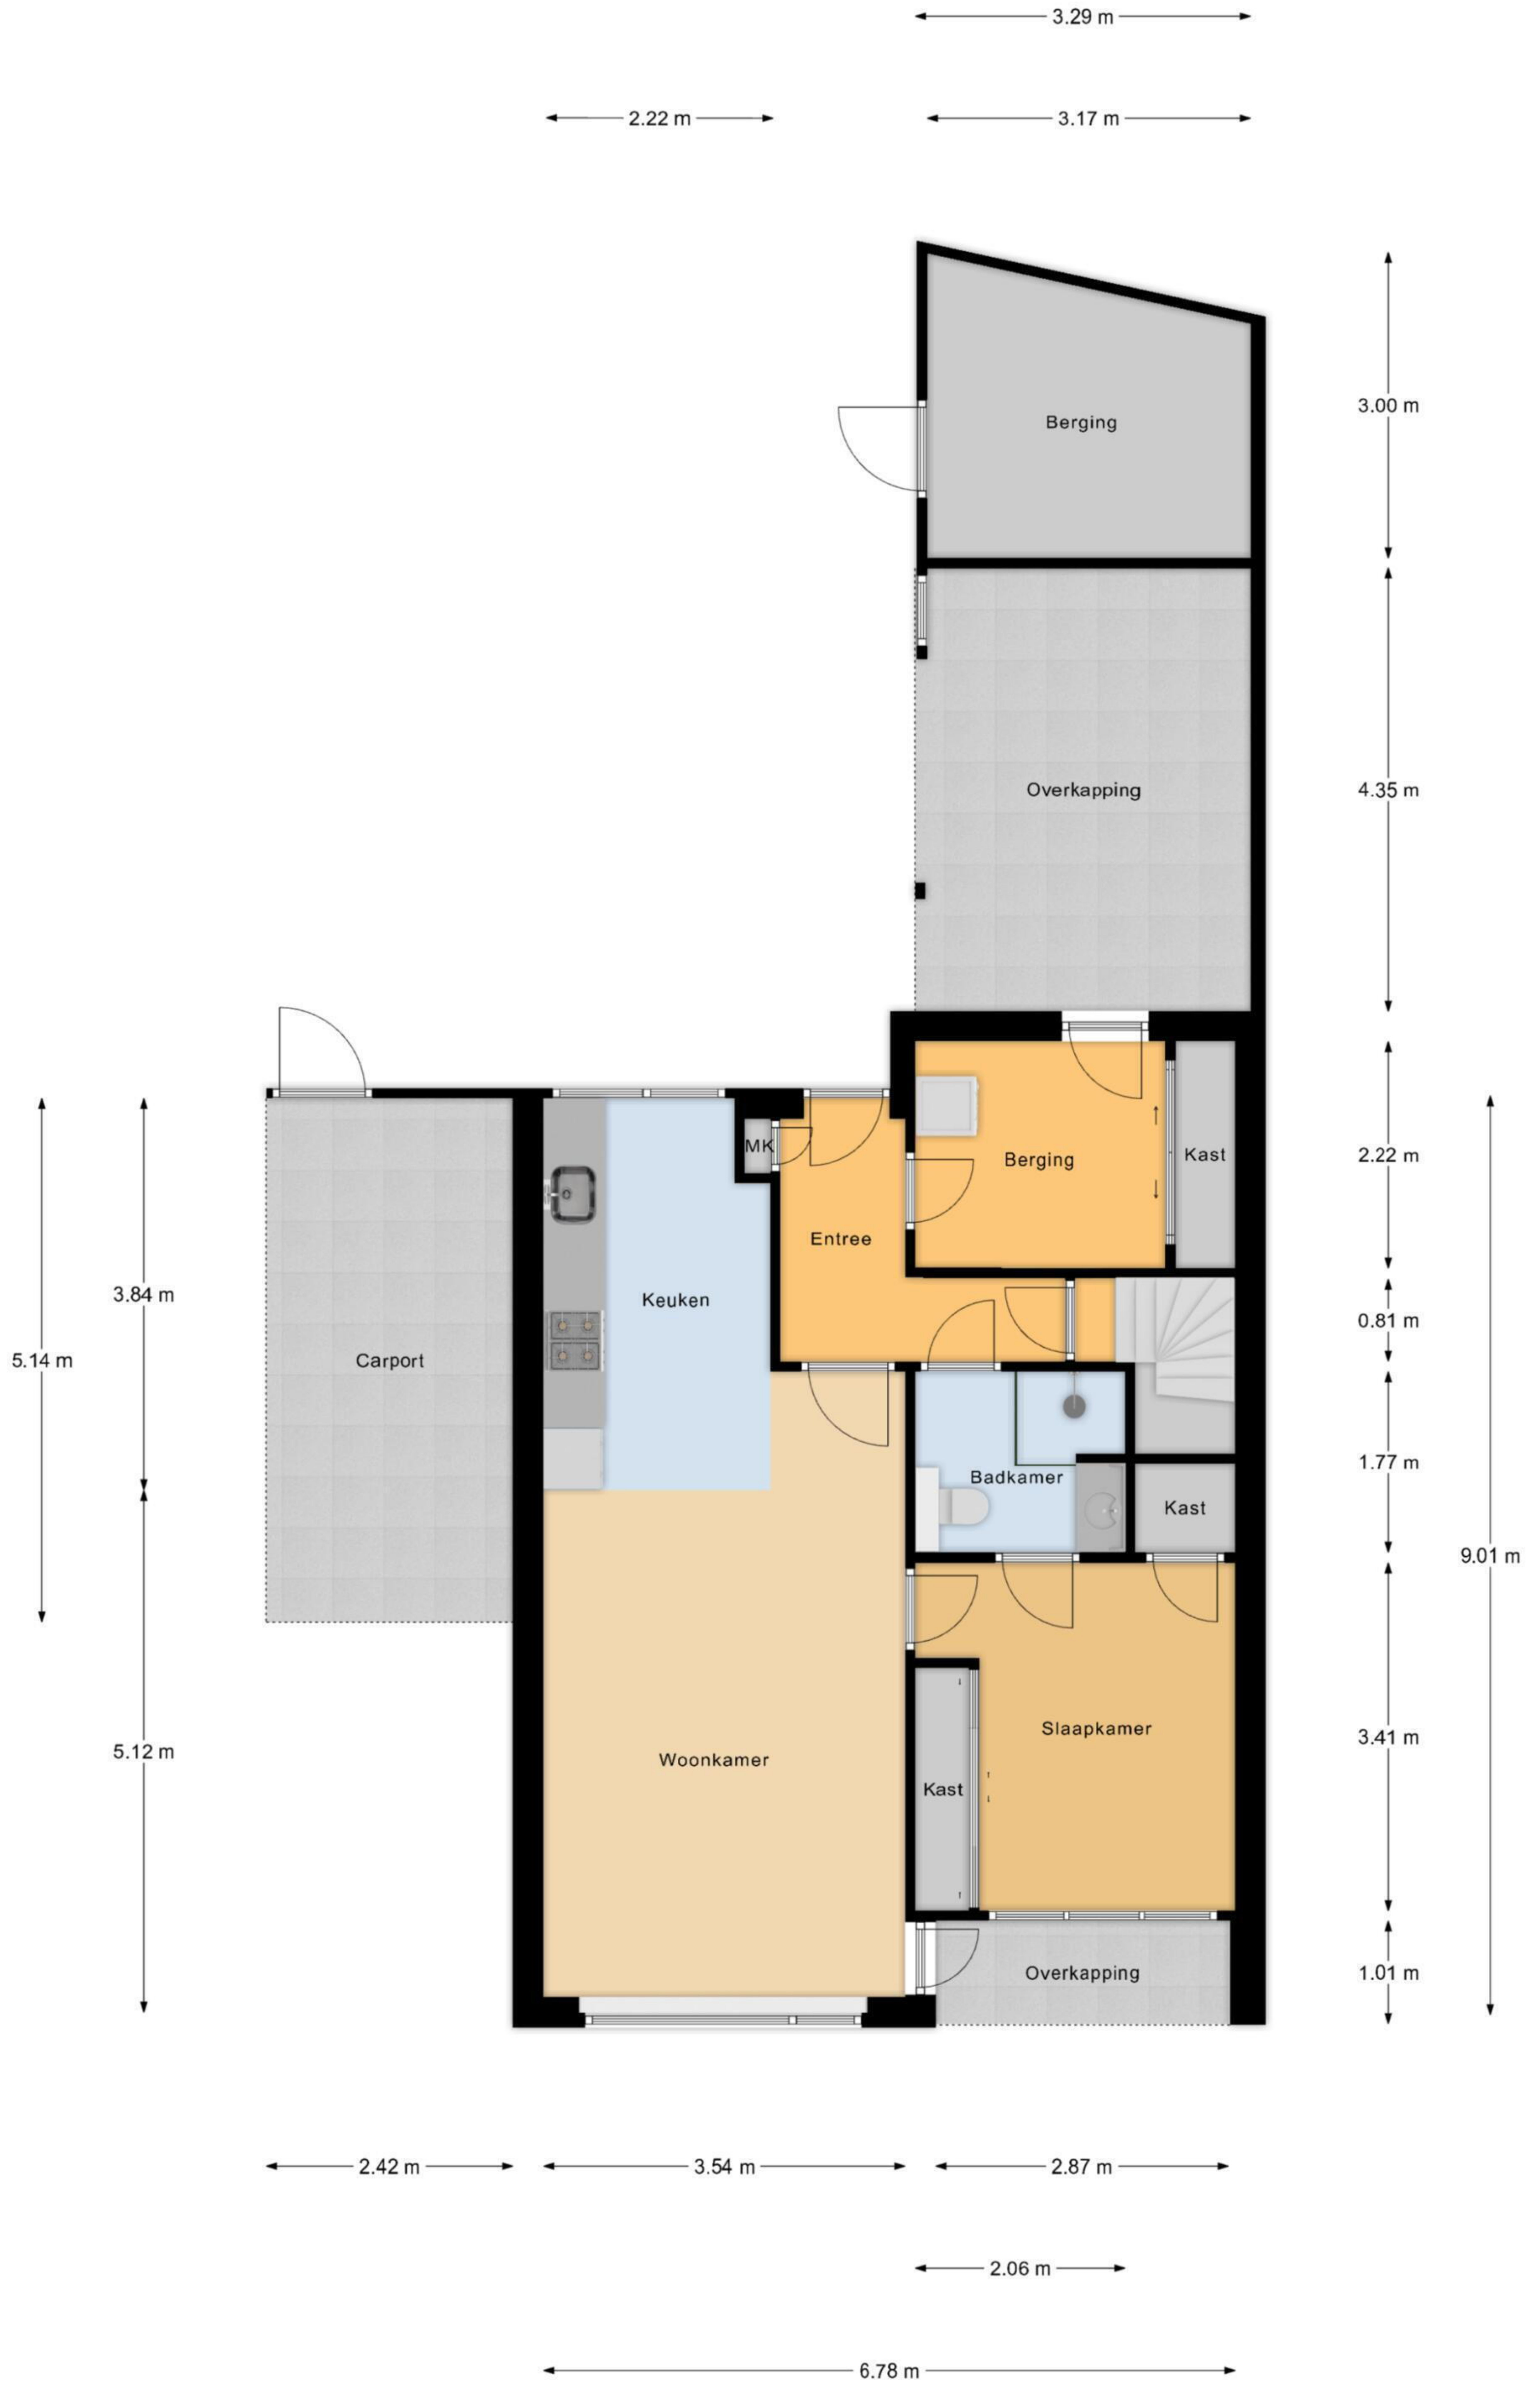 3.29 m
2.22 m
3.17 m
Berging
3.00 m
Overkapping
4.35 m
MK
Berging
Kast
2.22 m
Entree
3.84 m
Keuken
0.81 m
5.14 m
Carport
1.77 m
Badkamer
Kast
9.01 m
Slaapkamer
3.41 m
5.12 m
Woonkamer
Kast
Overkapping
1.01 m
2.42 m
3.54 m
2.87 m
2.06 m
6.78 m